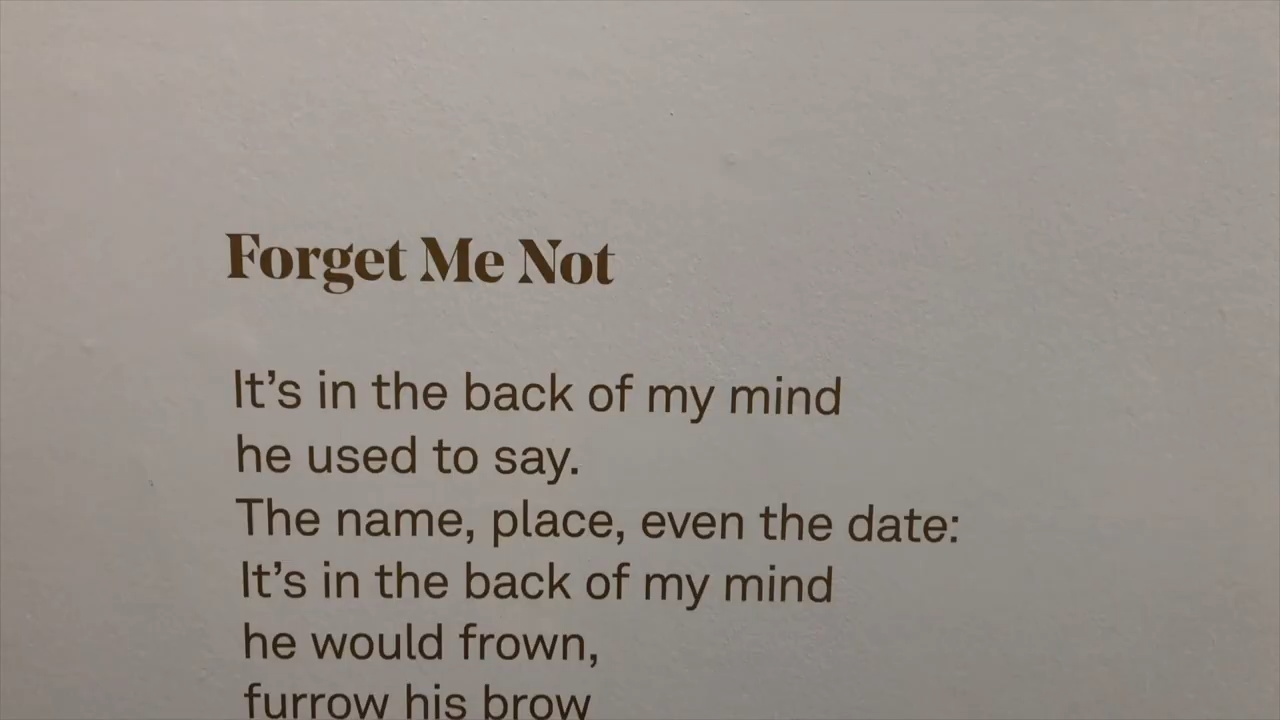 Forget Me Not
It’s in the back of my mind
he used to say.
The name, place, even the date:
It’s in the back of my mind
he would frown,
furrow his brow